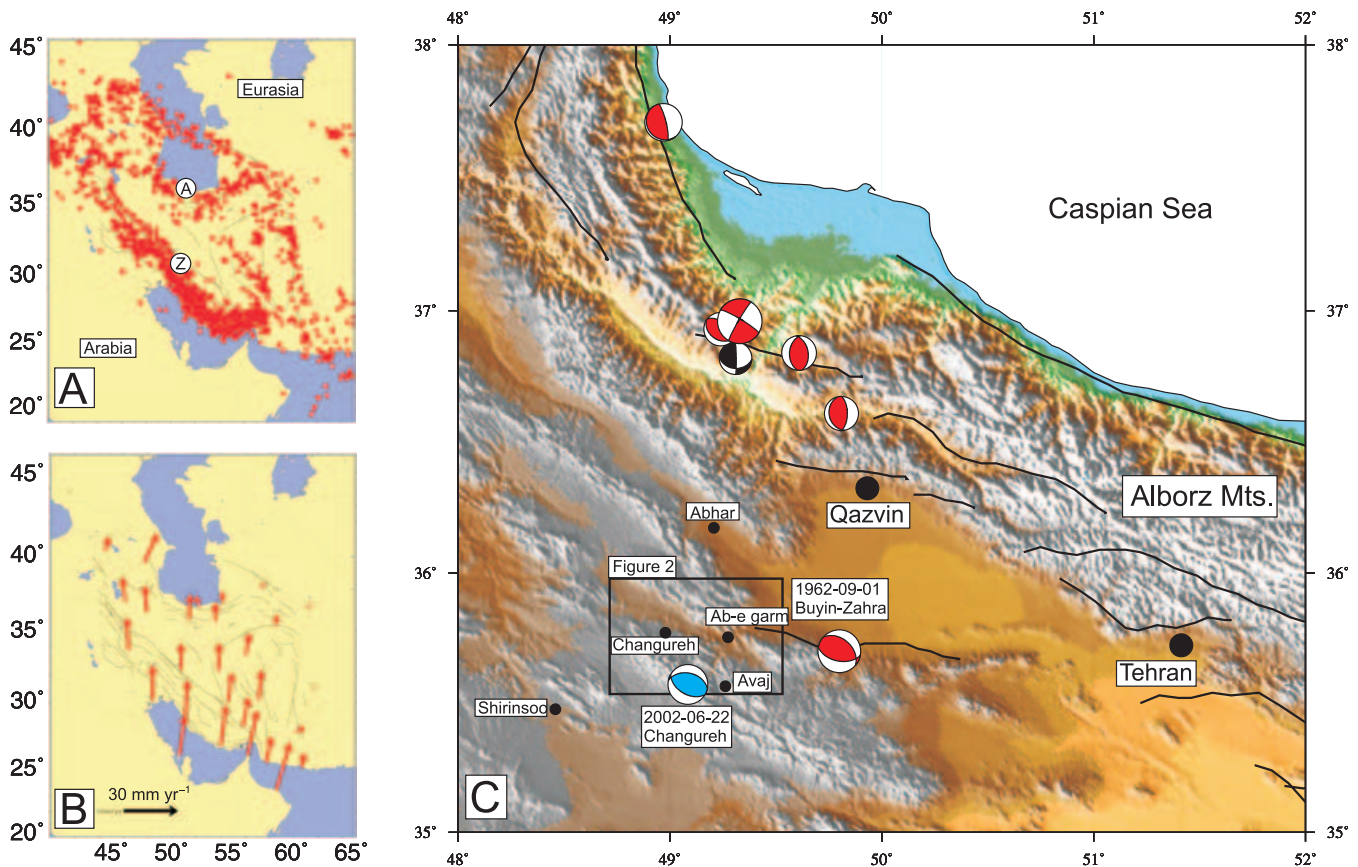 45°
40°
35°
30°
25°
20°
Eurasia
A
Z
Arabia
A
45°
40°
35°
30°
25°
20°
30 mm yr⁻¹
B
45 50 55 60 65
48° 49° 50° 51° 52°
38° 38°
37° 37°
36° 36°
35° 35°
48° 49° 50° 51° 52°
Caspian Sea
Alborz Mts.
Qazvin
Abhar
Figure 2
1962-09-01
Buyin-Zahra
Ab-e garm
Changureh
Tehran
Avaj
Shirinsoo
2002-06-22
Changureh
C